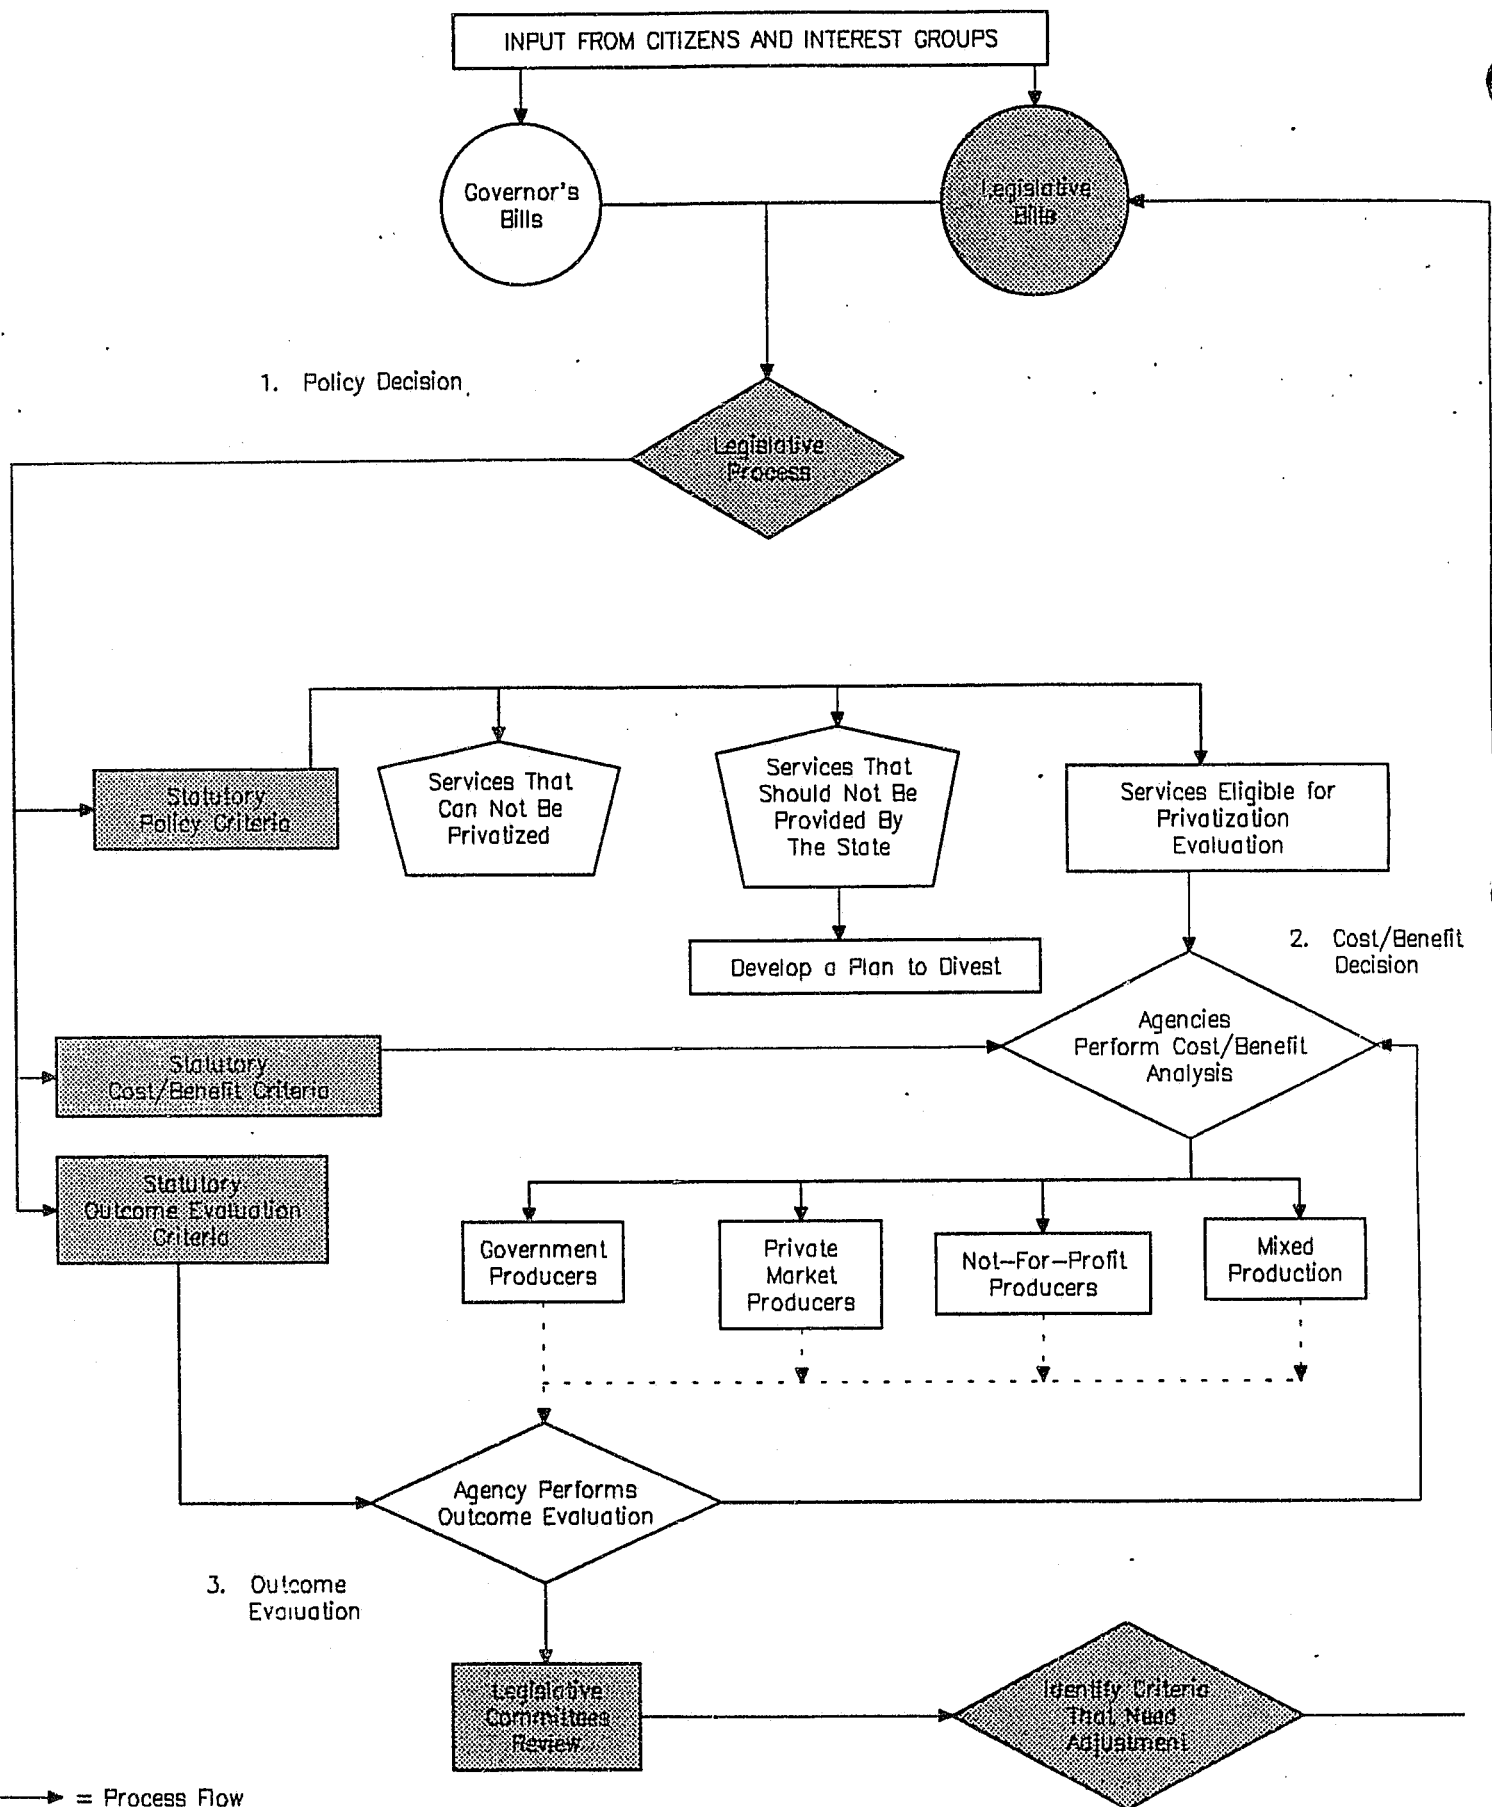 INPUT FROM CITIZENS AND INTEREST GROUPS
Governor's
Bills
Legislative
Bills
1. Policy Decision
Legislative
Process
Statutory
Policy Criteria
Services That
Can Not Be
Privatized
Services That
Should Not Be
Provided By
The State
Services Eligible for
Privatization
Evaluation
Develop a Plan to Divest
2. Cost/Benefit
Decision
Agencies
Perform Cost/Benefit
Analysis
Statutory
Cost/Benefit Criteria
Statutory
Outcome Evaluation
Criteria
Government
Producers
Private
Market
Producers
Not-For-Profit
Producers
Mixed
Production
Agency Performs
Outcome Evaluation
3. Outcome
Evaluation
Legislative
Committees
Review
Identify Criteria
That Need
Adjustment
= Process Flow